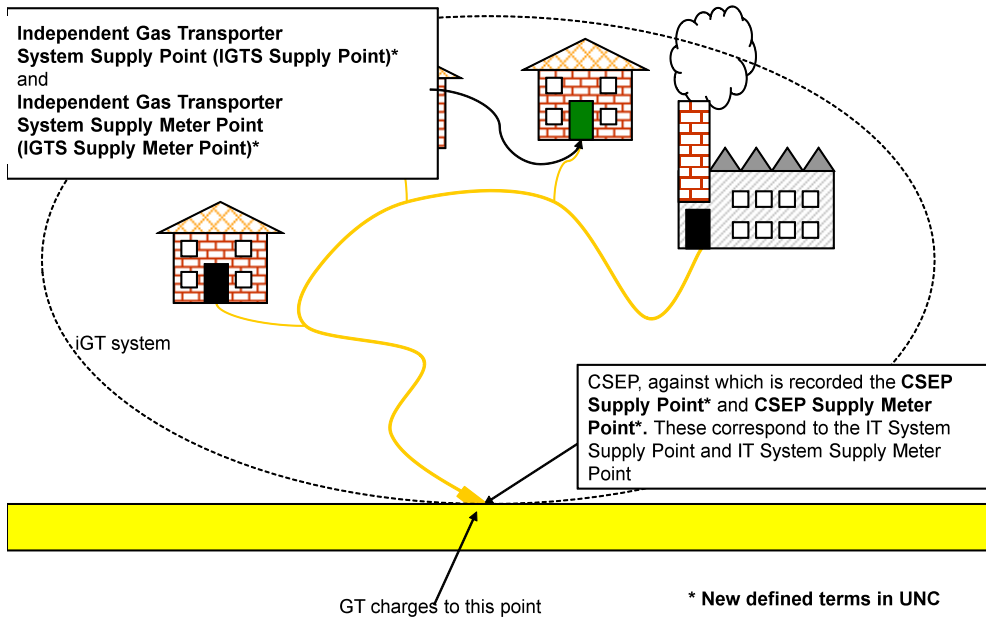 Independent Gas Transporter
System Supply Point (IGTS Supply Point)*
and
Independent Gas Transporter
System Supply Meter Point
(IGTS Supply Meter Point)*
iGT system
CSEP, against which is recorded the CSEP
Supply Point* and CSEP Supply Meter
Point*. These correspond to the IT System
Supply Point and IT System Supply Meter
Point
GT charges to this point
* New defined terms in UNC